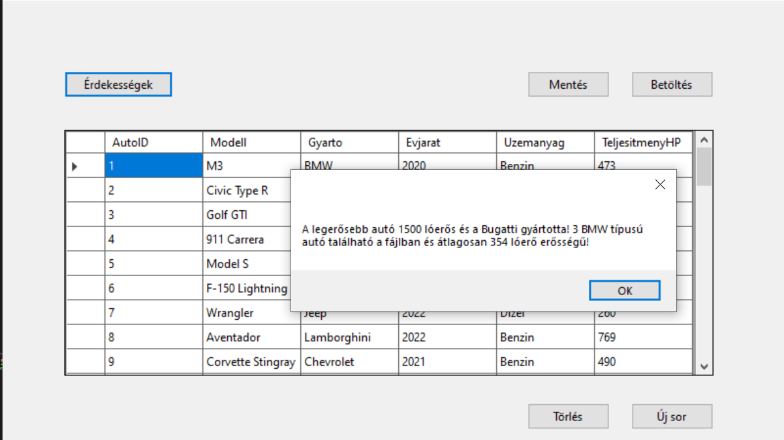 Érdekességek Mentés Betöltés
AutoID Modell Gyarto Evjarat Uzemanyag TeljesitmenyHP
1 M3 BMW 2020 Benzin 473
2 Civic Type R
3 Golf GTI
A legerősebb autó 1500 lóerős és a Bugatti gyártotta! 3 BMW típusú
autó található a fájlban és átlagosan 354 lóerő erősségű!
4 911 Carrera
5 Model S
6 F-150 Lightning
OK
7 Wrangler Jeep 2022 Dízel 260
8 Aventador Lamborghini 2022 Benzin 769
9 Corvette Stingray Chevrolet 2021 Benzin 490
Törlés Új sor